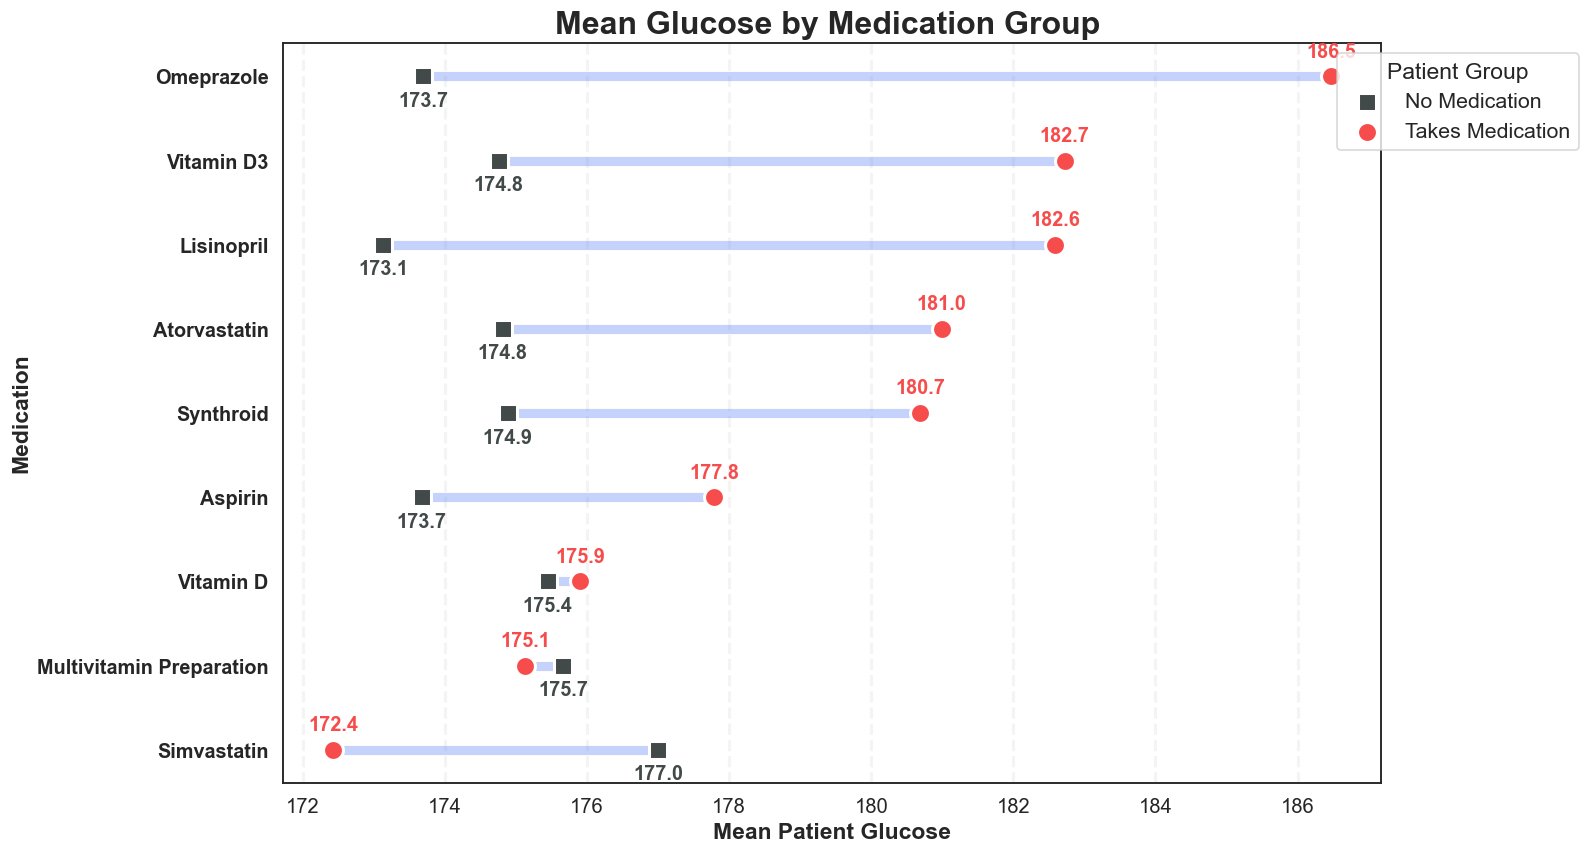 Mean Glucose by Medication Group
186.5
Patient Group
No Medication
Takes Medication
Omeprazole
173.7
182.7
Vitamin D3
174.8
182.6
Lisinopril
173.1
181.0
Atorvastatin
174.8
180.7
Synthroid
174.9
177.8
Aspirin
173.7
175.9
Vitamin D
175.4
175.1
Multivitamin Preparation
175.7
172.4
Simvastatin
177.0
Medication
172 174 176 178 180 182 184 186
Mean Patient Glucose